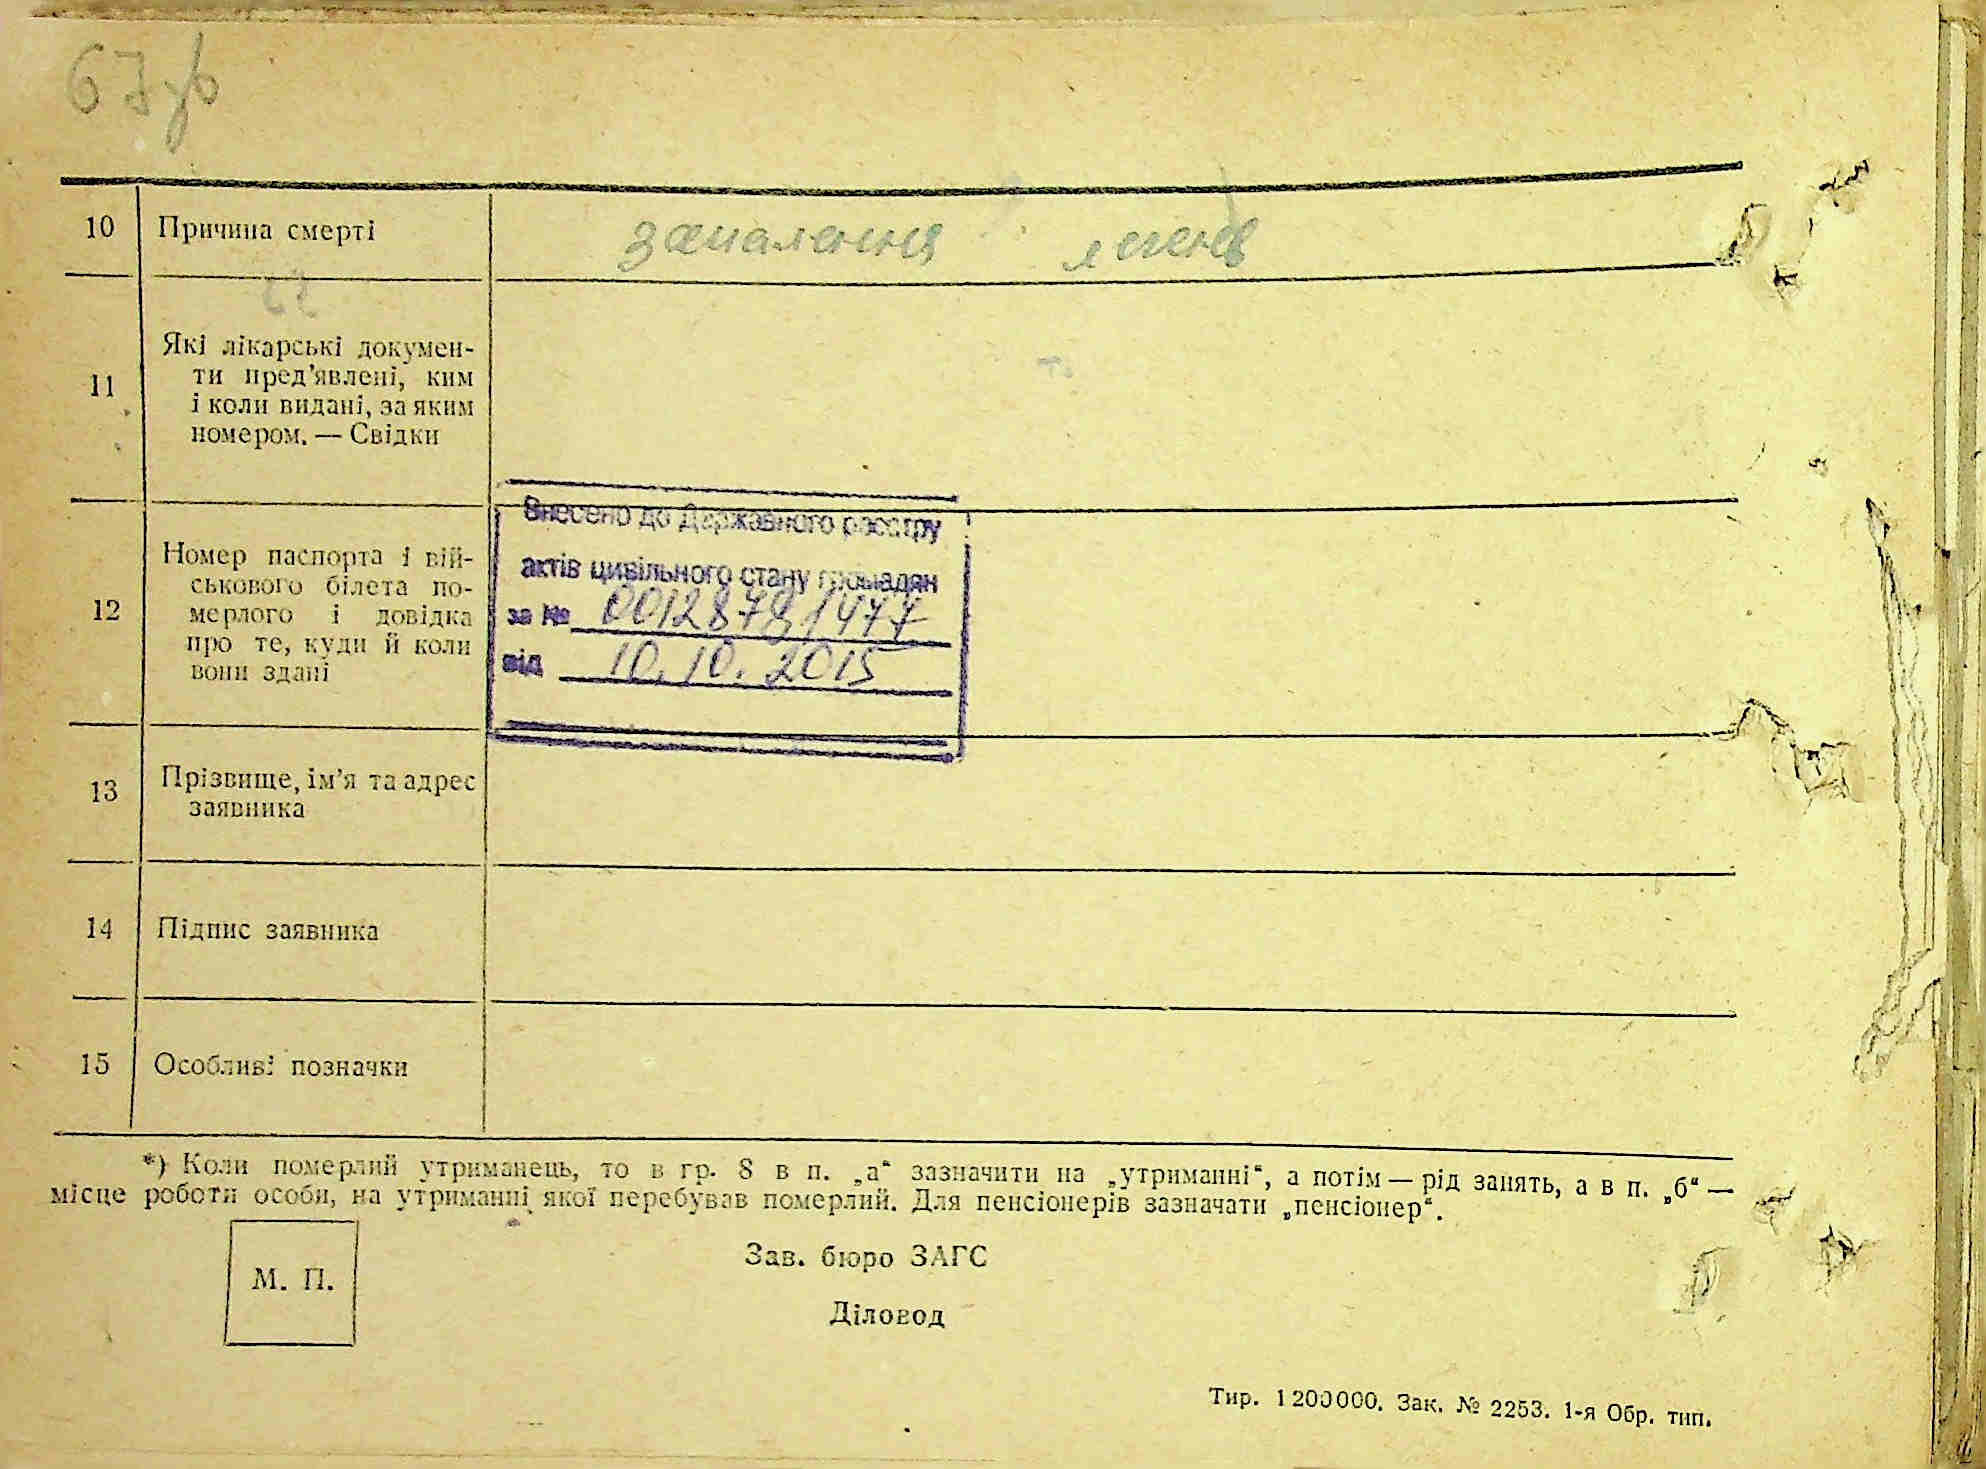 67зв
10 Причина смерті запалення легенів
62
11 Які лікарські докумен-
ти пред'явлені, ким
і коли видані, за яким
номером. — Свідки
12 Номер паспорта і вій-
ськового білета по-
мерлого і довідка
про те, куди й коли
вони здані
Внесено до Державного реєстру
актів цивільного стану громадян
за № 00128781477
від 10.10.2015
13 Прізвище, ім'я та адрес
заявника
14 Підпис заявника
15 Особливі позначки
*) Коли померлий утриманець, то в гр. 8 в п. „а“ зазначити на „утриманні“, а потім — рід занять, а в п. „б“ —
місце роботи особи, на утриманні якої перебував померлий. Для пенсіонерів зазначати „пенсіонер“.
М. П.
Зав. бюро ЗАГС
Діловод
Тир. 1200000. Зак. № 2253. 1-я Обр. тип.